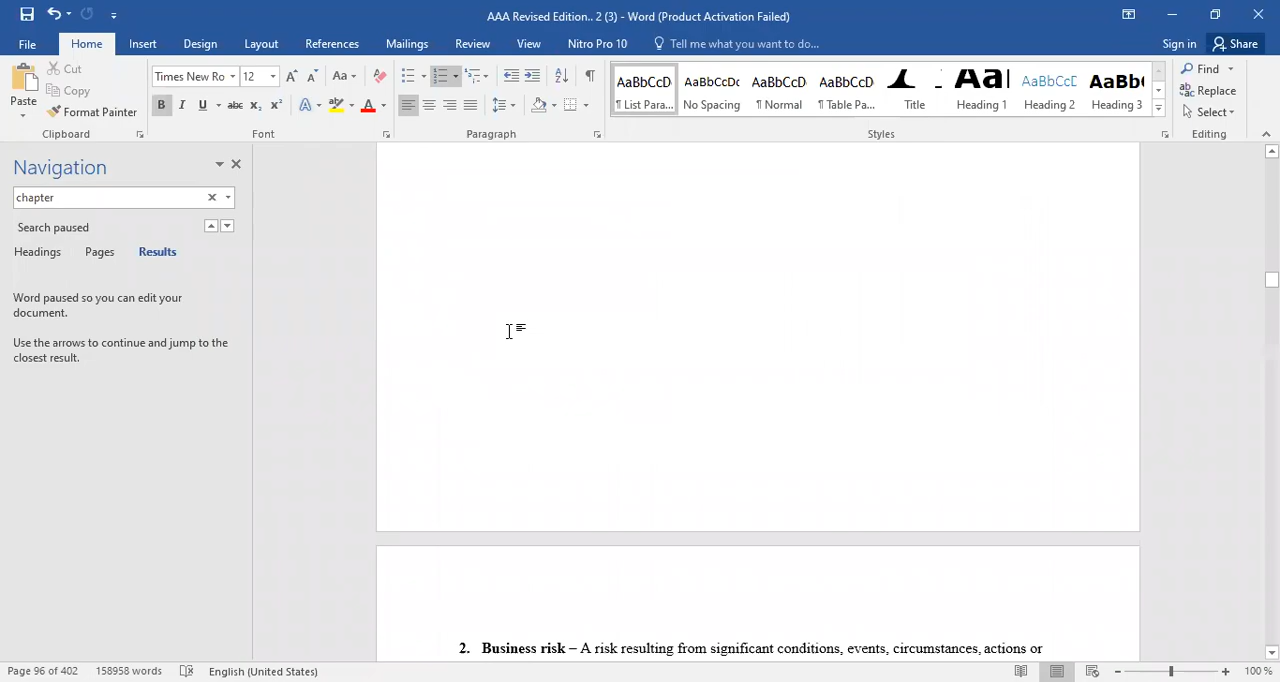 AAA Revised Edition.. 2 (3) - Word (Product Activation Failed)
File Home Insert Design Layout References Mailings Review View Nitro Pro 10 Tell me what you want to do... Sign in Share
Paste
Cut
Copy
Format Painter
Clipboard
Times New Ro 12
Font
Paragraph
AaBbCcD AaBbCcDc AaBbCcD AaBbCcD AaB AaBbCcD AaBb
¶ List Para... No Spacing ¶ Normal ¶ Table Pa... Title Heading 1 Heading 2 Heading 3
Styles
Find
Replace
Select
Editing
Navigation
chapter
Search paused
Headings Pages Results
Word paused so you can edit your
document.
Use the arrows to continue and jump to the
closest result.
2. Business risk – A risk resulting from significant conditions, events, circumstances, actions or
Page 96 of 402 158958 words English (United States) 100 %